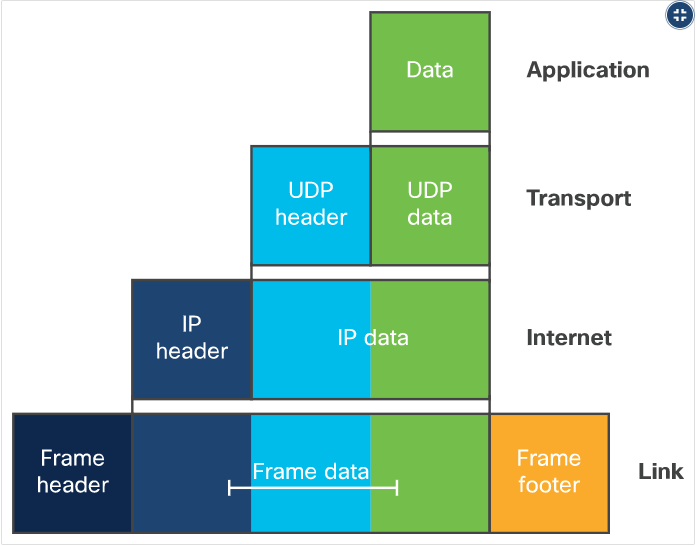 Data
Application
UDP
header
UDP
data
Transport
IP
header
IP data
Internet
Frame
header
Frame data
Frame
footer
Link